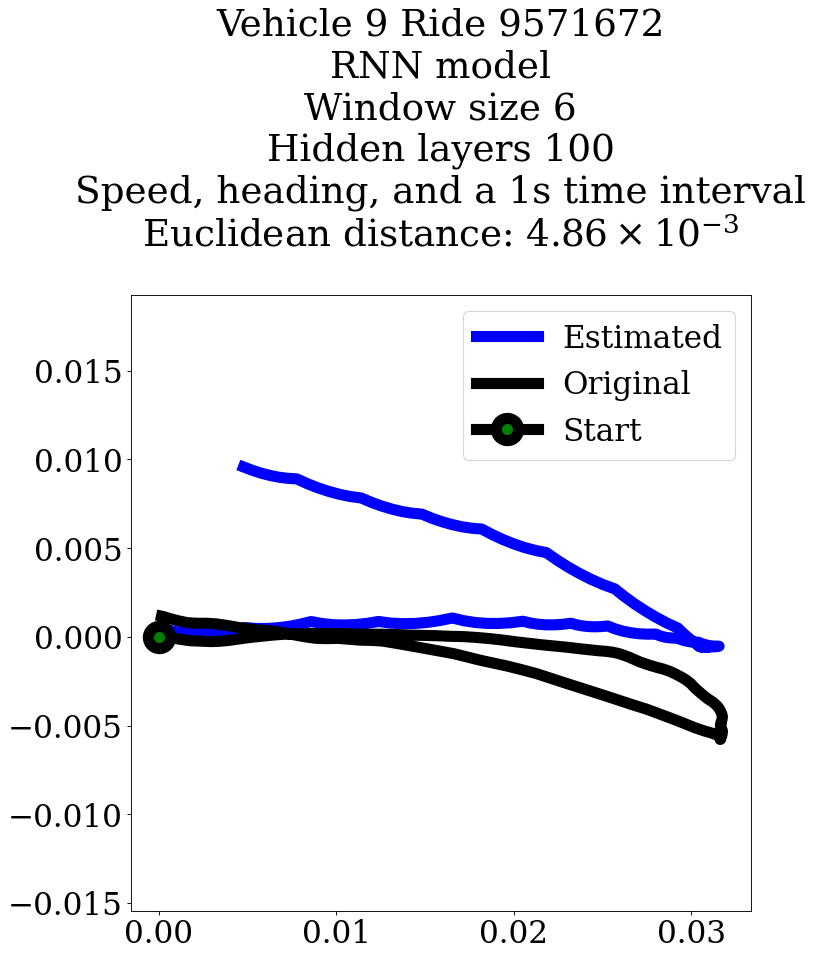 Vehicle 9 Ride 9571672
RNN model
Window size 6
Hidden layers 100
Speed, heading, and a 1s time interval
Euclidean distance: 4.86 × 10⁻³
Estimated
Original
Start
0.015
0.010
0.005
0.000
−0.005
−0.010
−0.015
0.00 0.01 0.02 0.03